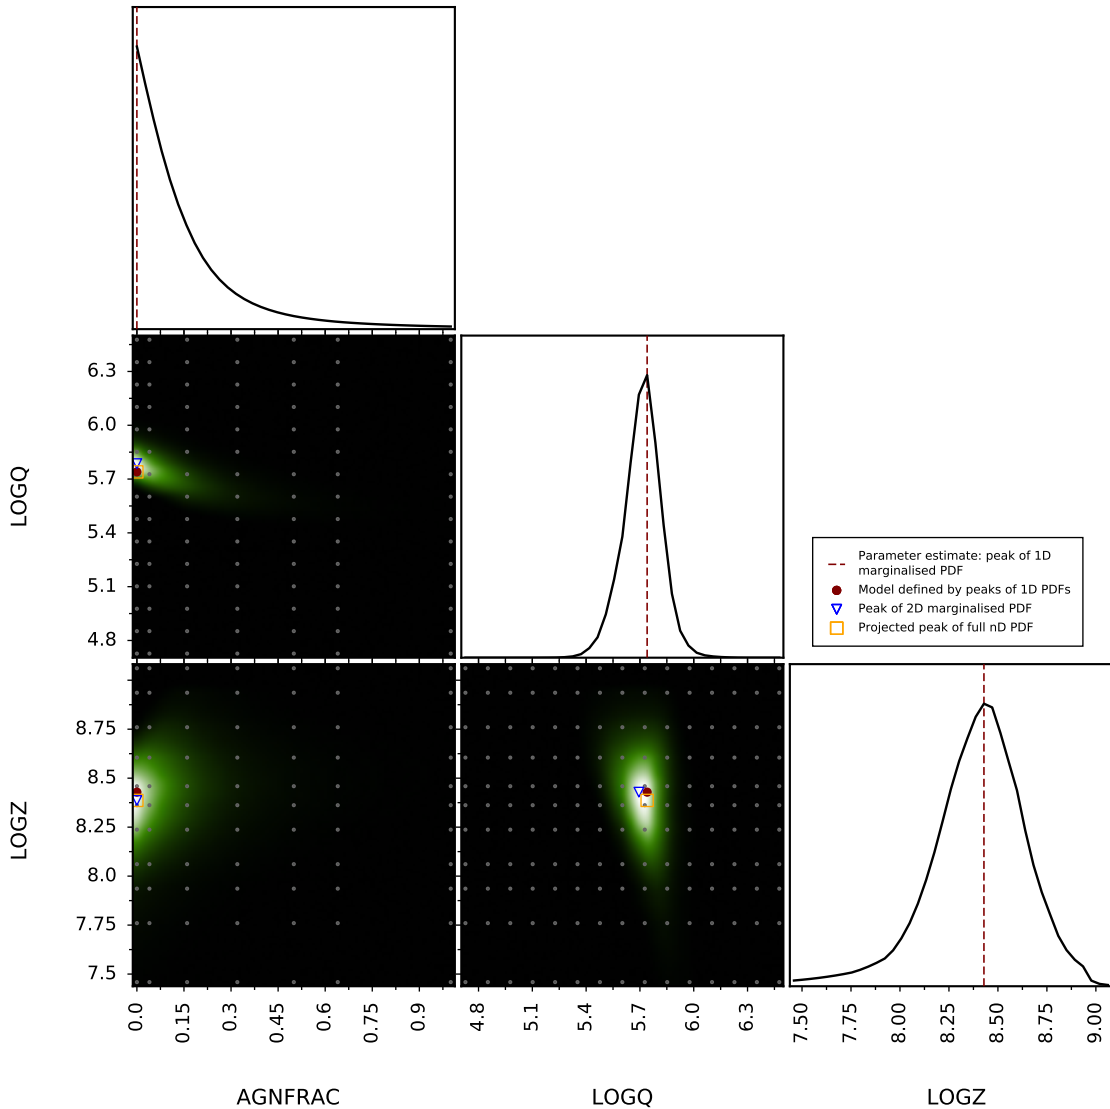 LOGQ
6.3
6.0
5.7
5.4
5.1
4.8
Parameter estimate: peak of 1D
marginalised PDF
Model defined by peaks of 1D PDFs
Peak of 2D marginalised PDF
Projected peak of full nD PDF
LOGZ
8.75
8.5
8.25
8.0
7.75
7.5
0.0 0.15 0.3 0.45 0.6 0.75 0.9
4.8 5.1 5.4 5.7 6.0 6.3
7.50 7.75 8.00 8.25 8.50 8.75 9.00
AGNFRAC
LOGQ
LOGZ